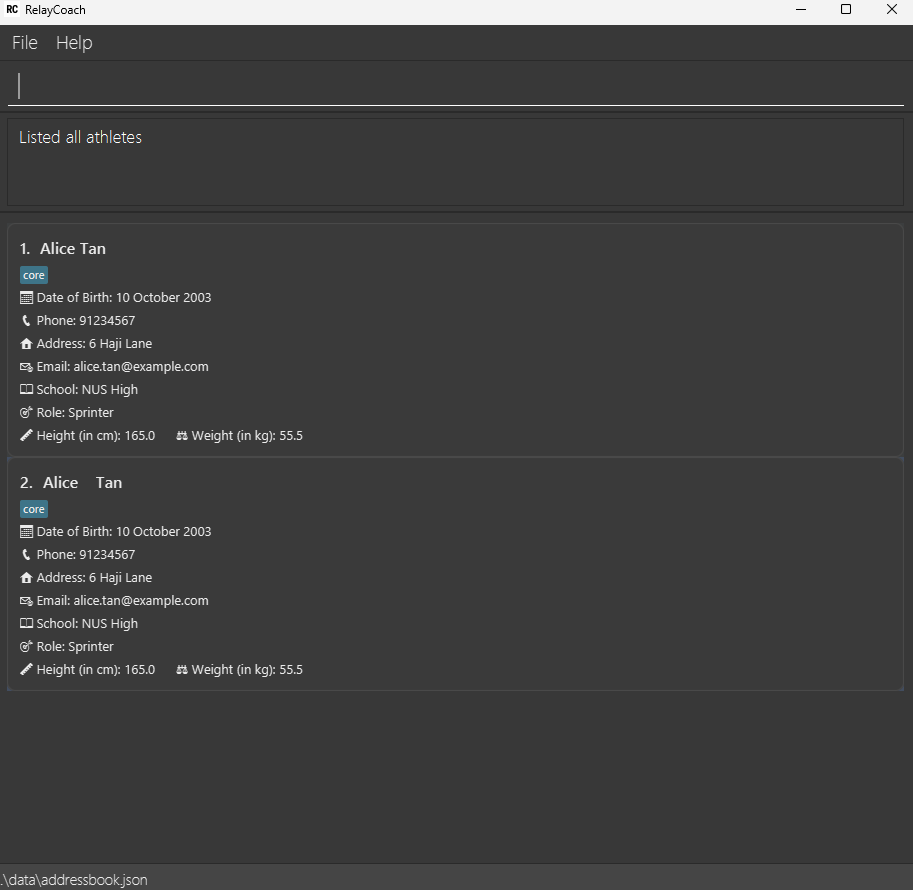 RC RelayCoach
File Help
Listed all athletes
1. Alice Tan
core
Date of Birth: 10 October 2003
Phone: 91234567
Address: 6 Haji Lane
Email: alice.tan@example.com
School: NUS High
Role: Sprinter
Height (in cm): 165.0 Weight (in kg): 55.5
2. Alice    Tan
core
Date of Birth: 10 October 2003
Phone: 91234567
Address: 6 Haji Lane
Email: alice.tan@example.com
School: NUS High
Role: Sprinter
Height (in cm): 165.0 Weight (in kg): 55.5
.\data\addressbook.json